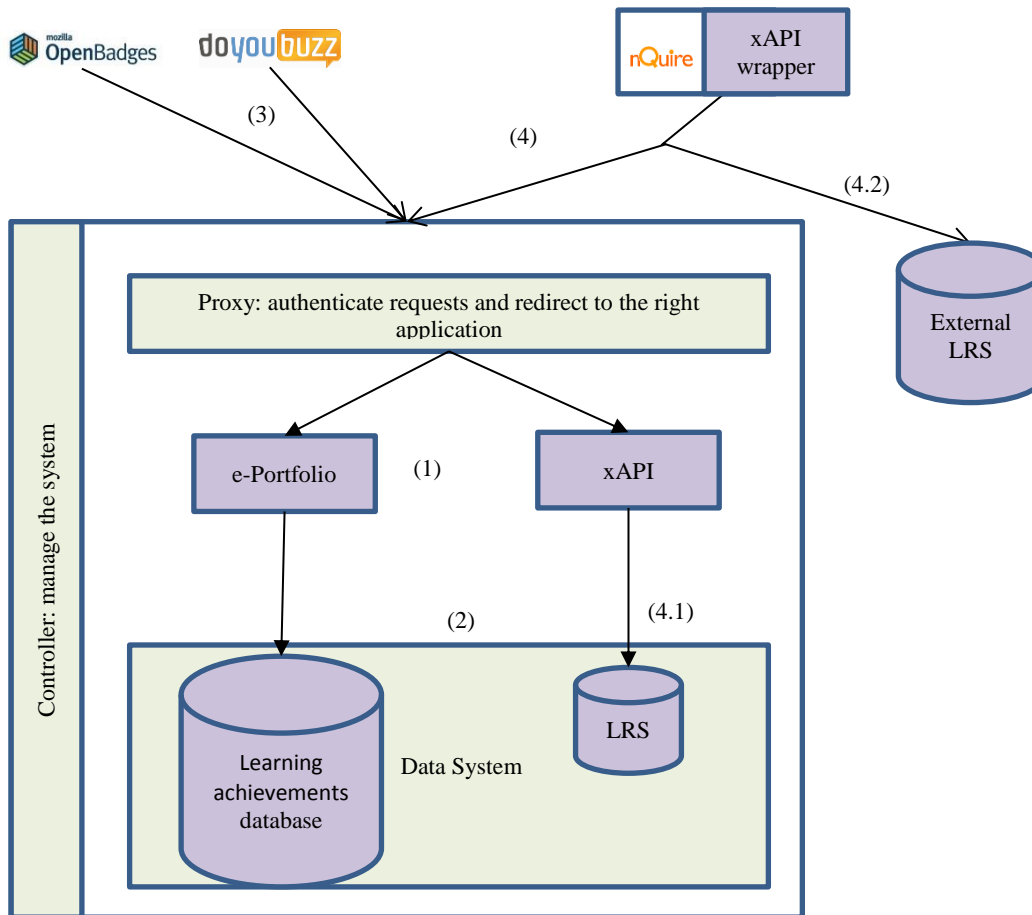 mozilla
OpenBadges
doyoubuzz
nQuire
xAPI
wrapper
(3)
(4)
(4.2)
External
LRS
Controller: manage the system
Proxy: authenticate requests and redirect to the right
application
e-Portfolio
(1)
xAPI
(2)
(4.1)
Learning
achievements
database
Data System
LRS